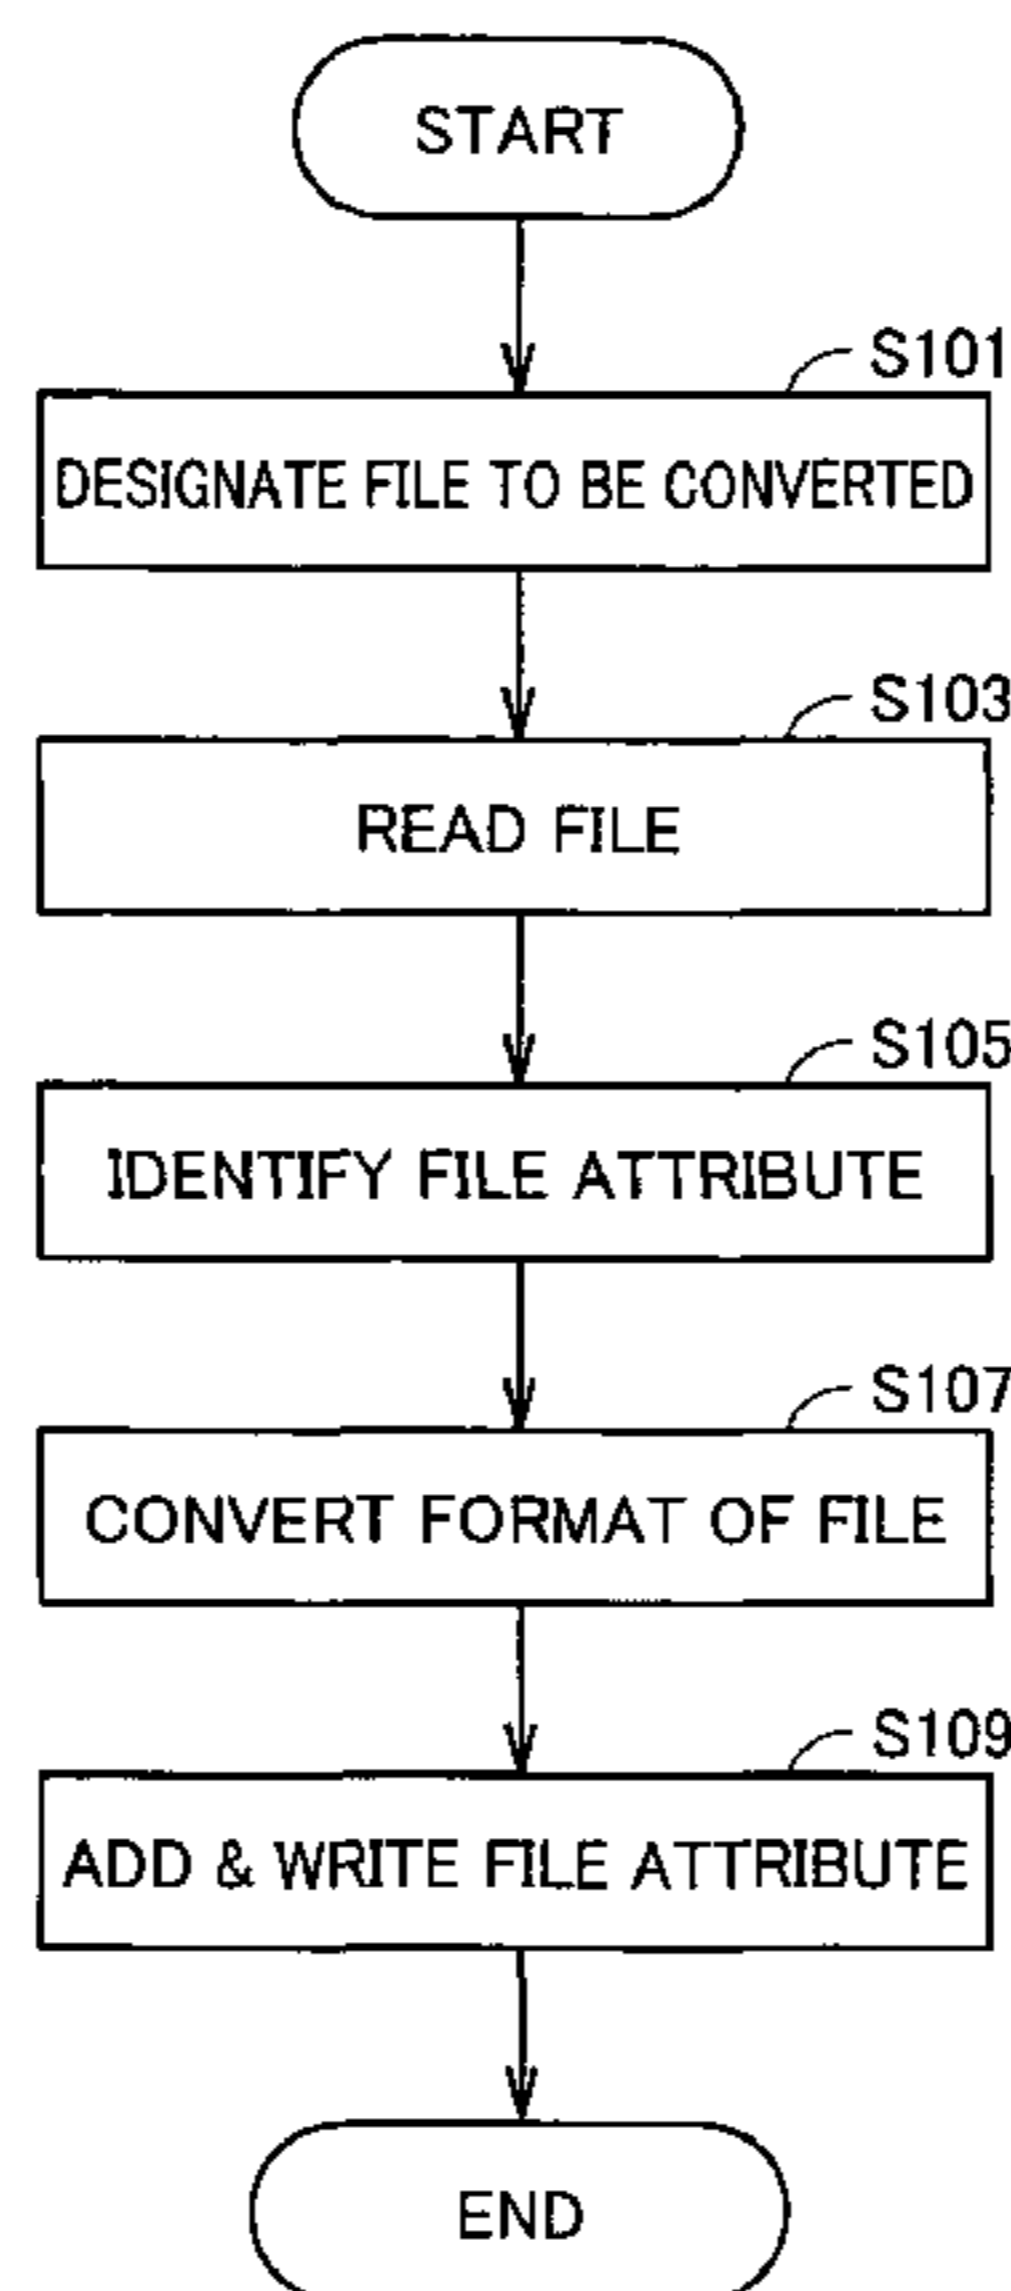 START
S101
DESIGNATE FILE TO BE CONVERTED
S103
READ FILE
S105
IDENTIFY FILE ATTRIBUTE
S107
CONVERT FORMAT OF FILE
S109
ADD & WRITE FILE ATTRIBUTE
END